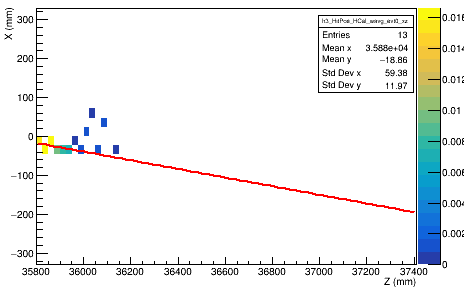 h3_HitPos_HCal_wavg_evt0_xz
Entries 13
Mean x 3.588e+04
Mean y −18.86
Std Dev x 59.38
Std Dev y 11.97
X (mm)
300
200
100
0
−100
−200
−300
35800 36000 36200 36400 36600 36800 37000 37200 37400
Z (mm)
0.016
0.014
0.012
0.01
0.008
0.006
0.004
0.002
0